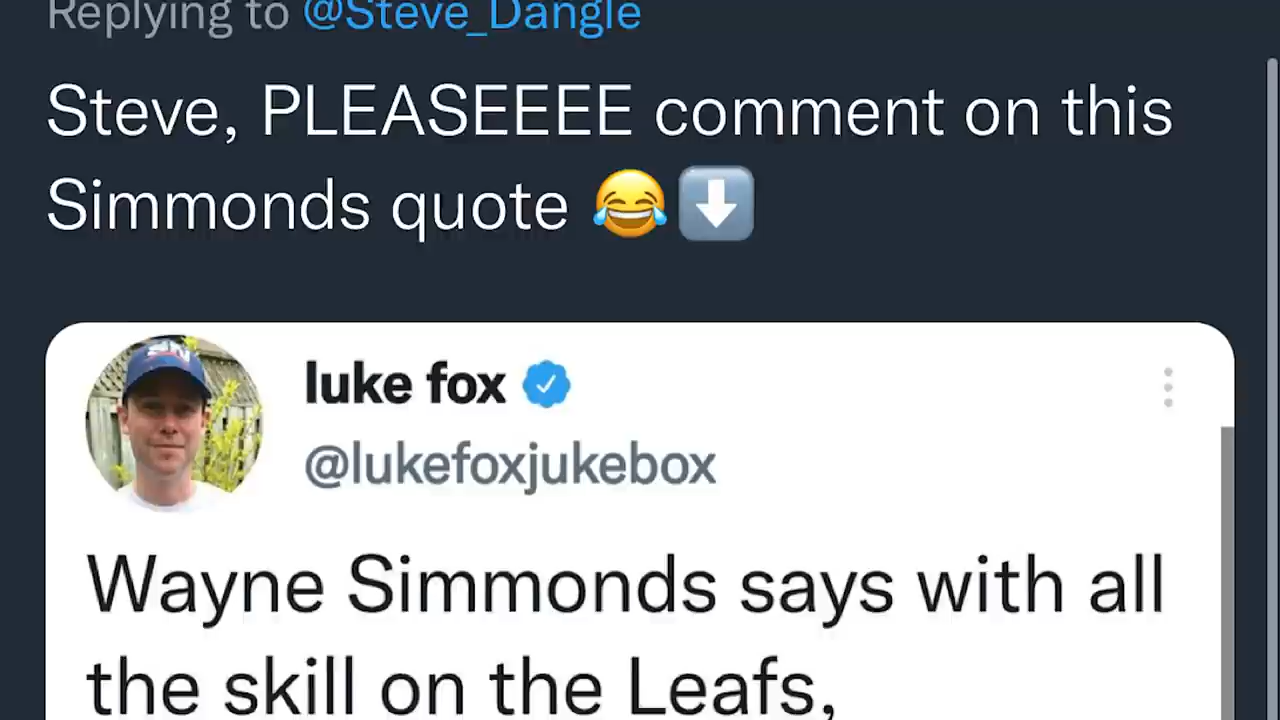 Replying to @Steve_Dangle
Steve, PLEASEEEE comment on this
Simmonds quote 😂⬇️
luke fox
@lukefoxjukebox
Wayne Simmonds says with all
the skill on the Leafs,